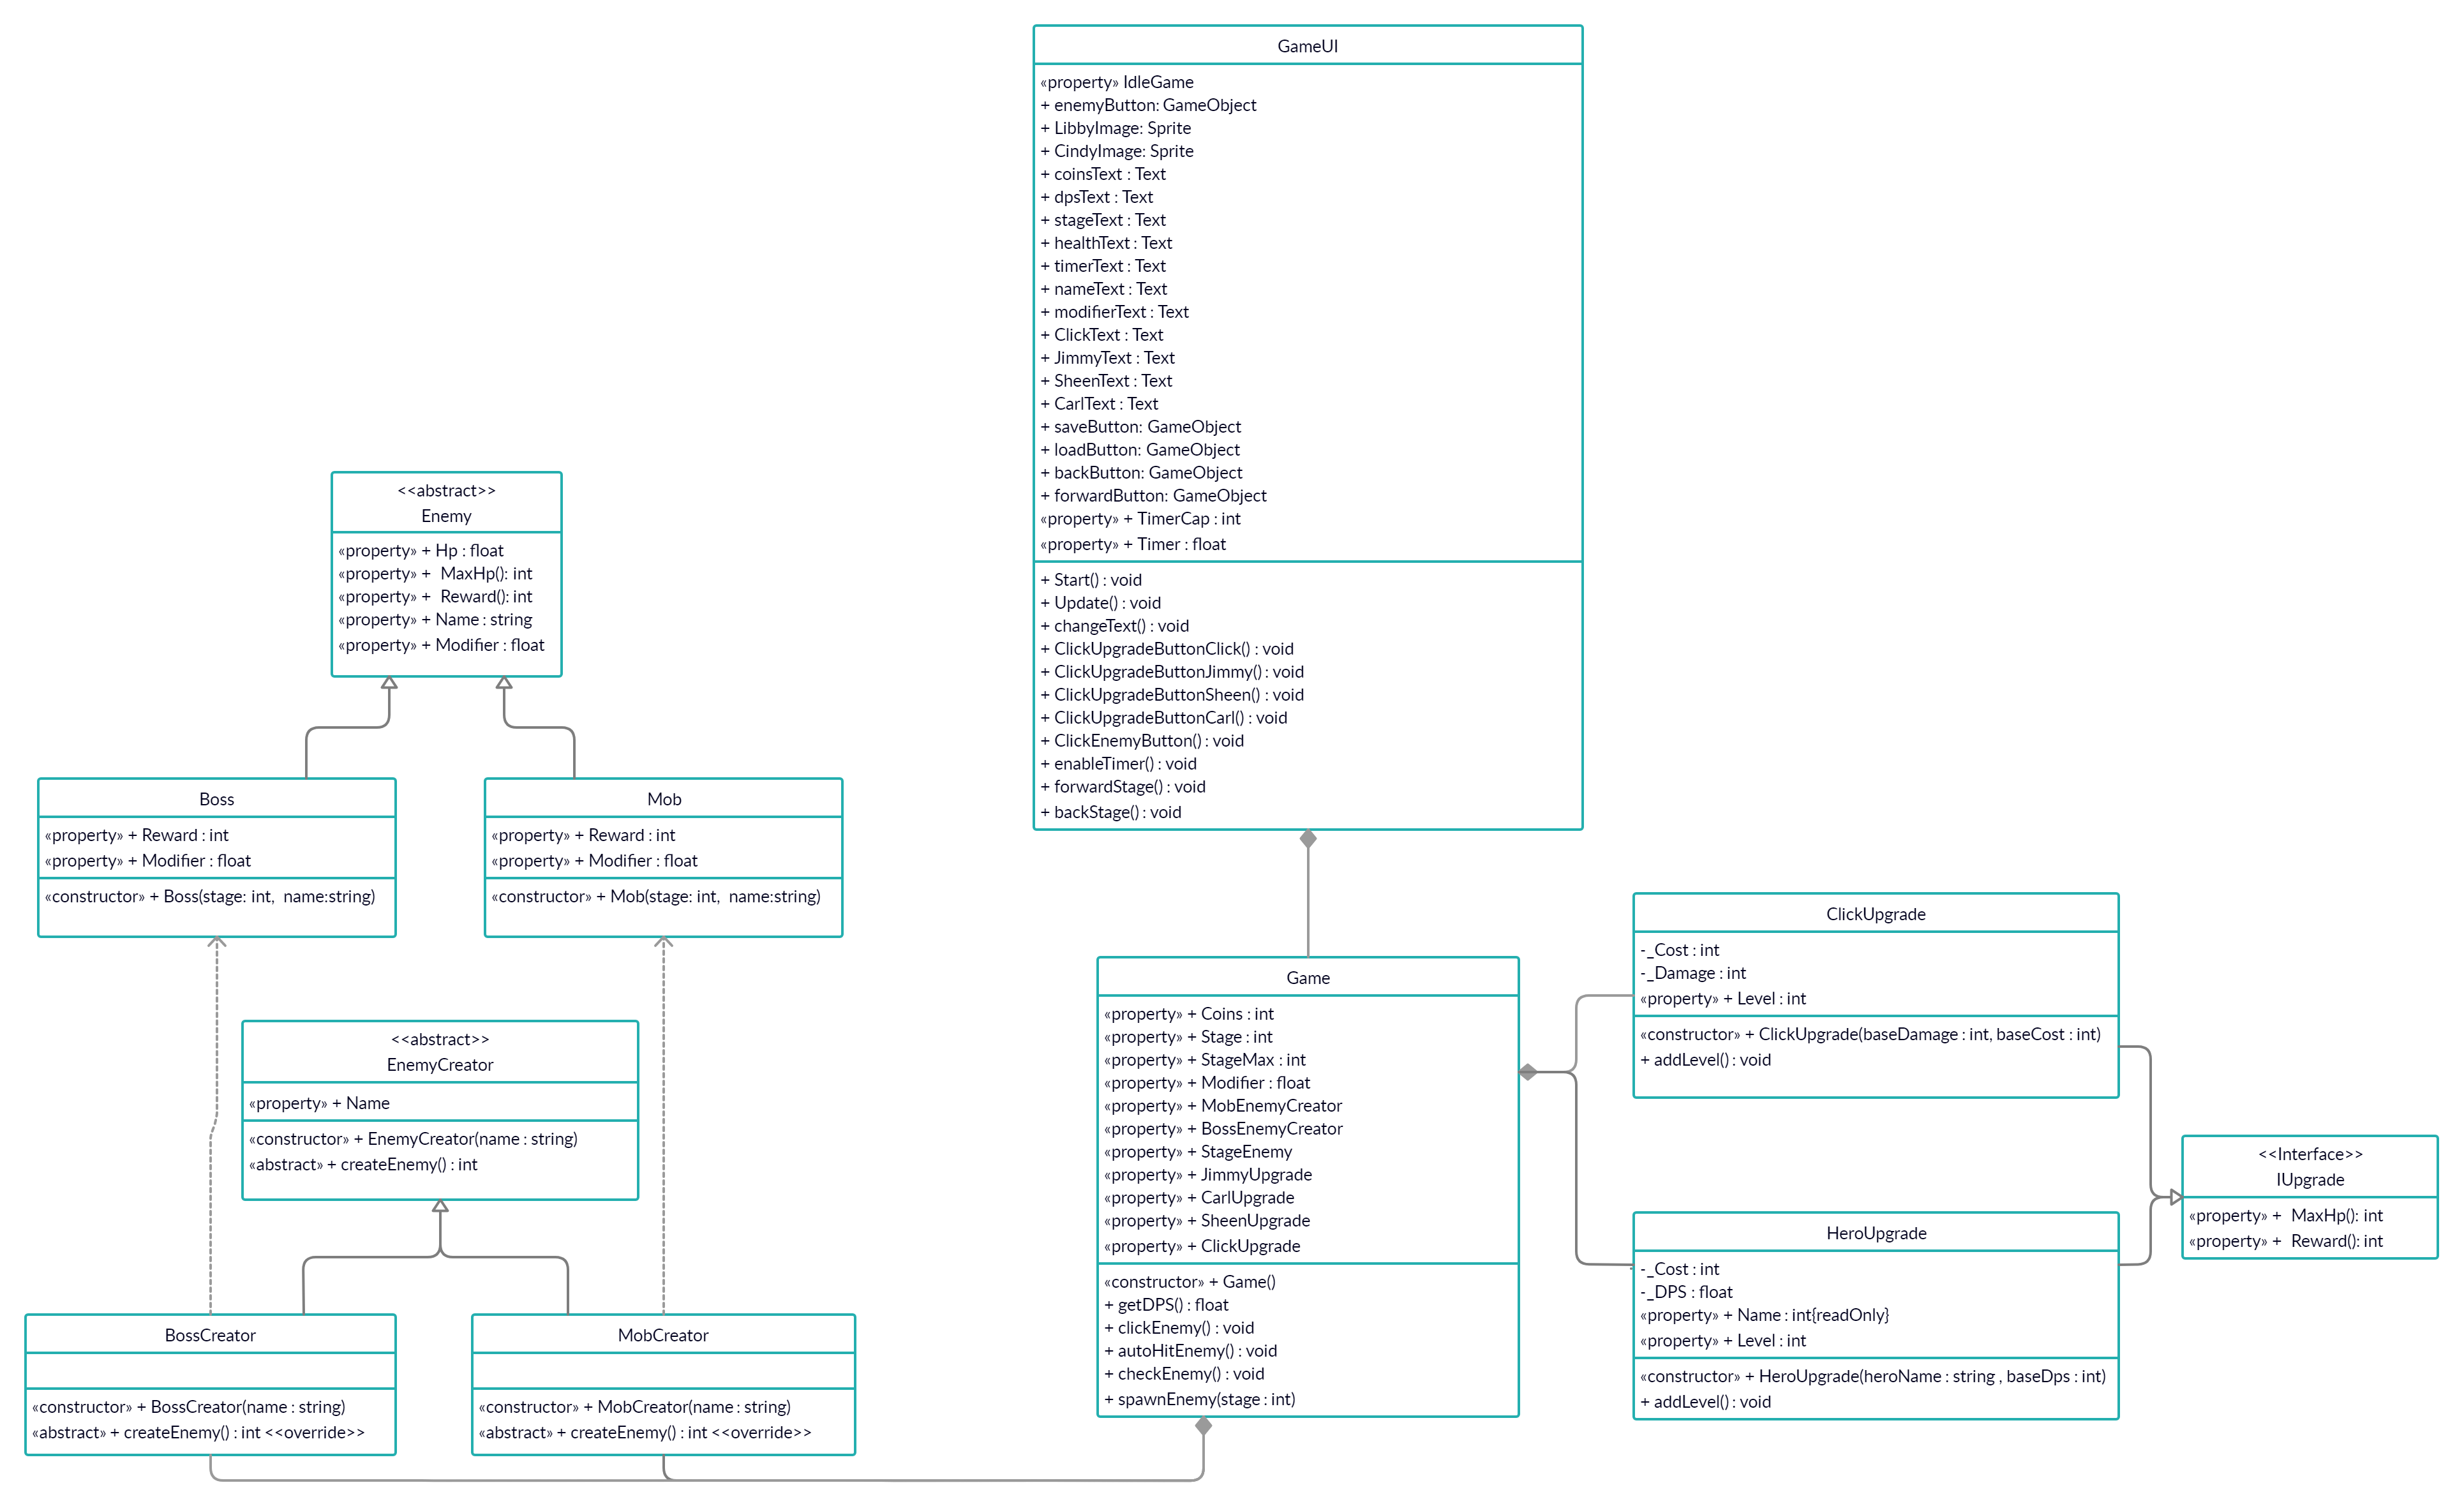 GameUI
«property» IdleGame
+ enemyButton: GameObject
+ LibbyImage: Sprite
+ CindyImage: Sprite
+ coinsText : Text
+ dpsText : Text
+ stageText : Text
+ healthText : Text
+ timerText : Text
+ nameText : Text
+ modifierText : Text
+ ClickText : Text
+ JimmyText : Text
+ SheenText : Text
+ CarlText : Text
+ saveButton: GameObject
+ loadButton: GameObject
+ backButton: GameObject
+ forwardButton: GameObject
«property» + TimerCap : int
«property» + Timer : float
+ Start() : void
+ Update() : void
+ changeText() : void
+ ClickUpgradeButtonClick() : void
+ ClickUpgradeButtonJimmy() : void
+ ClickUpgradeButtonSheen() : void
+ ClickUpgradeButtonCarl() : void
+ ClickEnemyButton() : void
+ enableTimer() : void
+ forwardStage() : void
+ backStage() : void
<<abstract>>
Enemy
«property» + Hp : float
«property» +  MaxHp(): int
«property» +  Reward(): int
«property» + Name : string
«property» + Modifier : float
Boss
«property» + Reward : int
«property» + Modifier : float
«constructor» + Boss(stage: int,  name:string)
Mob
«property» + Reward : int
«property» + Modifier : float
«constructor» + Mob(stage: int,  name:string)
<<abstract>>
EnemyCreator
«property» + Name
«constructor» + EnemyCreator(name : string)
«abstract» + createEnemy() : int
BossCreator
«constructor» + BossCreator(name : string)
«abstract» + createEnemy() : int <<override>>
MobCreator
«constructor» + MobCreator(name : string)
«abstract» + createEnemy() : int <<override>>
Game
«property» + Coins : int
«property» + Stage : int
«property» + StageMax : int
«property» + Modifier : float
«property» + MobEnemyCreator
«property» + BossEnemyCreator
«property» + StageEnemy
«property» + JimmyUpgrade
«property» + CarlUpgrade
«property» + SheenUpgrade
«property» + ClickUpgrade
«constructor» + Game()
+ getDPS() : float
+ clickEnemy() : void
+ autoHitEnemy() : void
+ checkEnemy() : void
+ spawnEnemy(stage : int)
ClickUpgrade
-_Cost : int
-_Damage : int
«property» + Level : int
«constructor» + ClickUpgrade(baseDamage : int, baseCost : int)
+ addLevel() : void
HeroUpgrade
-_Cost : int
-_DPS : float
«property» + Name : int{readOnly}
«property» + Level : int
«constructor» + HeroUpgrade(heroName : string , baseDps : int)
+ addLevel() : void
<<Interface>>
IUpgrade
«property» +  MaxHp(): int
«property» +  Reward(): int